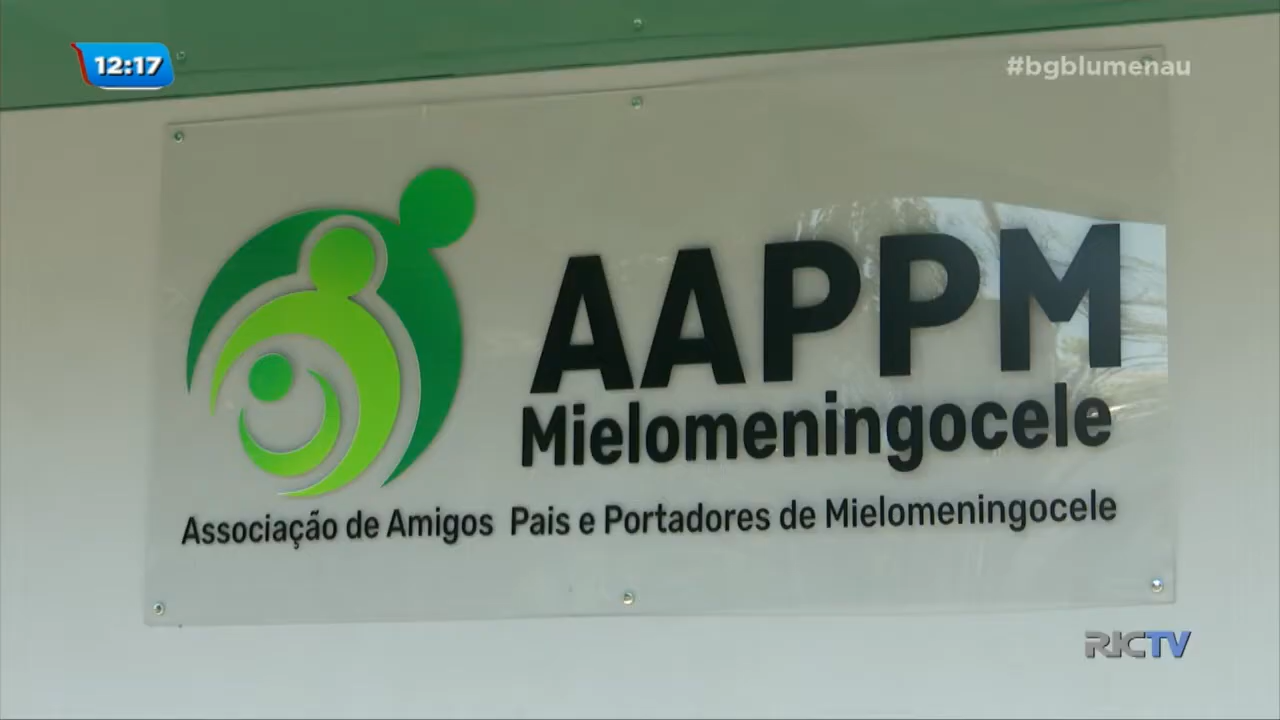 12:17
#bgblumenau
AAPPM
Mielomeningocele
Associação de Amigos Pais e Portadores de Mielomeningocele
RICTV